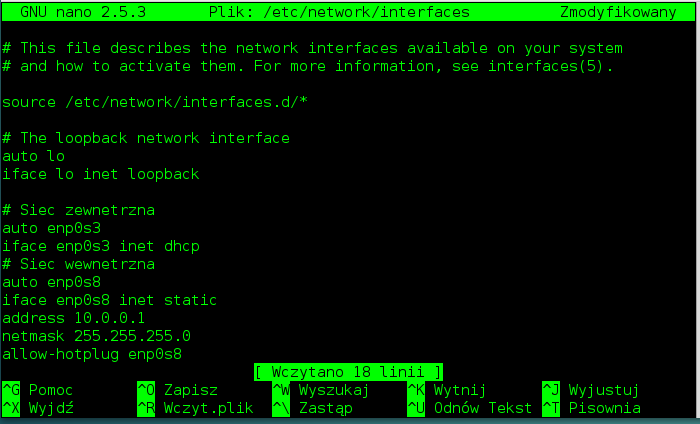 GNU nano 2.5.3 Plik: /etc/network/interfaces Zmodyfikowany
# This file describes the network interfaces available on your system
# and how to activate them. For more information, see interfaces(5).
source /etc/network/interfaces.d/*
# The loopback network interface
auto lo
iface lo inet loopback
# Siec zewnetrzna
auto enp0s3
iface enp0s3 inet dhcp
# Siec wewnetrzna
auto enp0s8
iface enp0s8 inet static
address 10.0.0.1
netmask 255.255.255.0
allow-hotplug enp0s8
[ Wczytano 18 linii ]
^G Pomoc ^O Zapisz ^W Wyszukaj ^K Wytnij ^J Wyjustuj
^X Wyjdź ^R Wczyt.plik ^\ Zastąp ^U Odnów Tekst ^T Pisownia